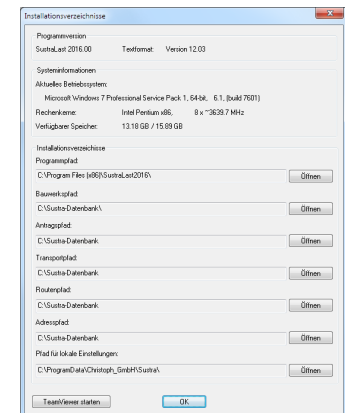 Installationsverzeichnisse
Programmversion
SustraLast 2016.00 Textformat: Version 12.03
Systeminformationen
Aktuelles Betriebssystem:
Microsoft Windows 7 Professional Service Pack 1, 64-bit, 6.1, (build 7601)
Rechenkerne: Intel Pentium x86, 8 x ~3639.7 MHz
Verfügbarer Speicher: 13.18 GB / 15.89 GB
Installationsverzeichisse
Programmpfad:
C:\Program Files (x86)\SustraLast2016\ Öffnen
Bauwerkspfad:
C:\Sustra-Datenbank\ Öffnen
Antragspfad:
C:\Sustra-Datenbank Öffnen
Transportpfad:
C:\Sustra-Datenbank Öffnen
Routenpfad:
C:\Sustra-Datenbank Öffnen
Adresspfad:
C:\Sustra-Datenbank Öffnen
Pfad für lokale Einstellungen:
C:\ProgramData\Christoph_GmbH\Sustra\ Öffnen
TeamViewer starten OK